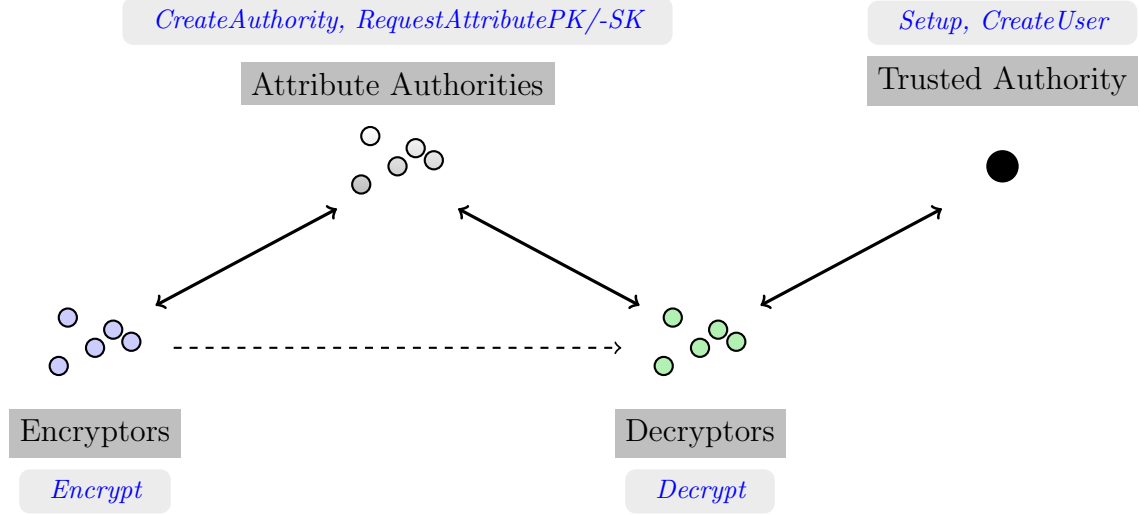 CreateAuthority, RequestAttributePK/-SK
Setup, CreateUser
Attribute Authorities
Trusted Authority
Encryptors
Decryptors
Encrypt
Decrypt